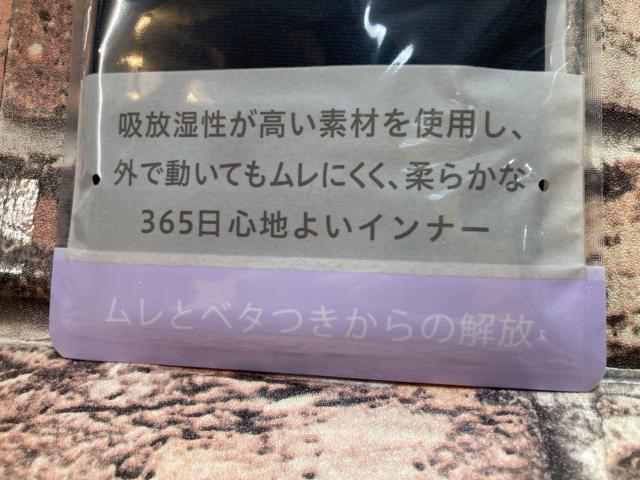 吸放湿性が高い素材を使用し、
外で動いてもムレにくく、柔らかな
365日心地よいインナー
ムレとベタつきからの解放